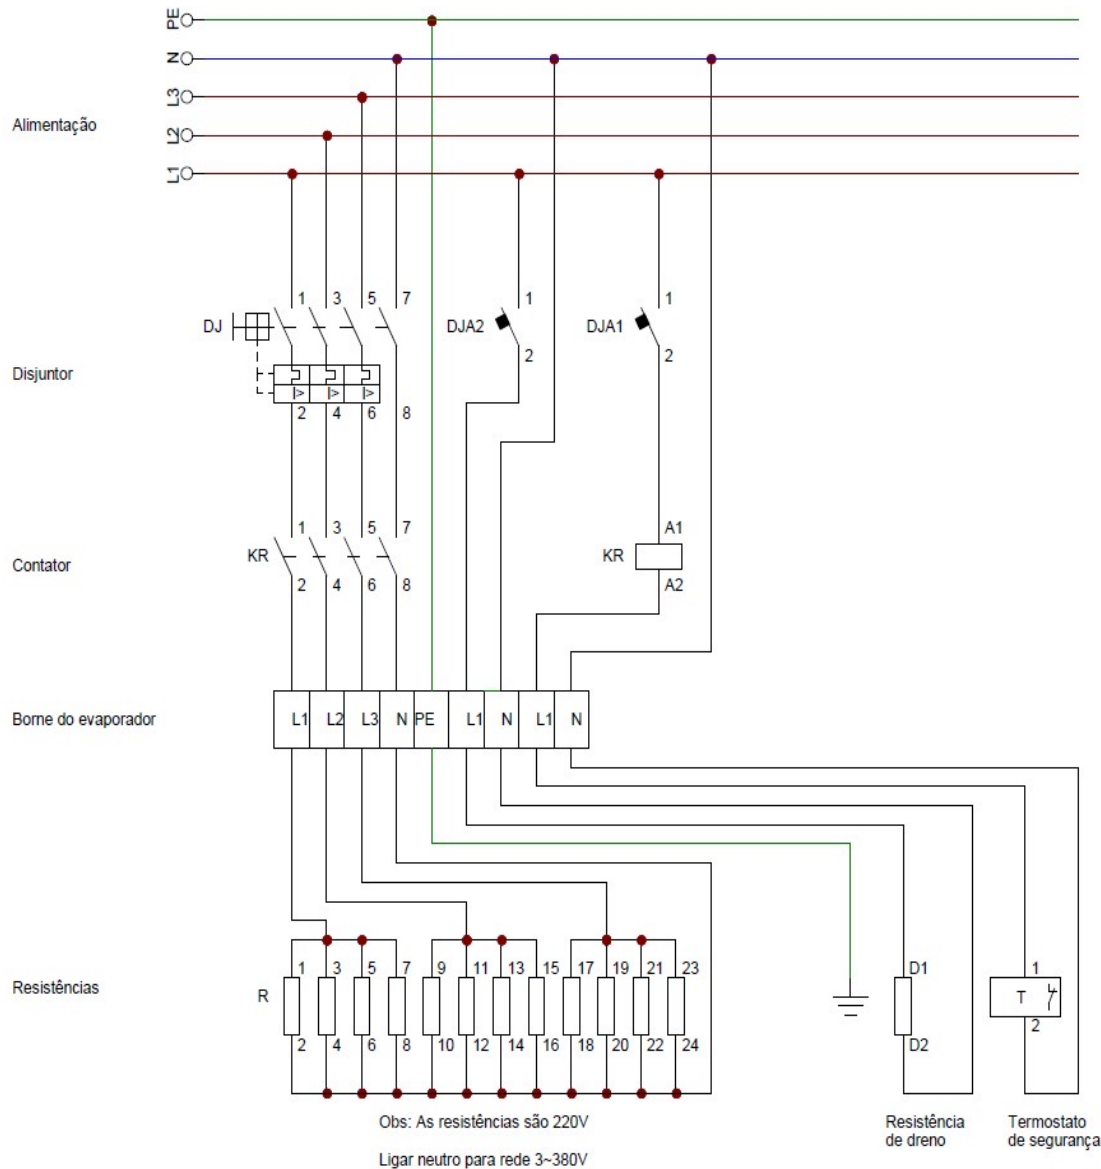 PE
N
L3
Alimentação
L2
L1
1 3 5 7 1 1
DJ DJA2 DJA1
2 2
Disjuntor
I> I> I>
2 4 6 8
1 3 5 7 A1
KR KR
Contator
2 4 6 8 A2
Borne do evaporador
L1 L2 L3 N PE L1 N L1 N
1 3 5 7 9 11 13 15 17 19 21 23 D1 1
Resistências
R T
2 4 6 8 10 12 14 16 18 20 22 24 D2 2
Obs: As resistências são 220V
Resistência
de dreno
Termostato
de segurança
Ligar neutro para rede 3~380V